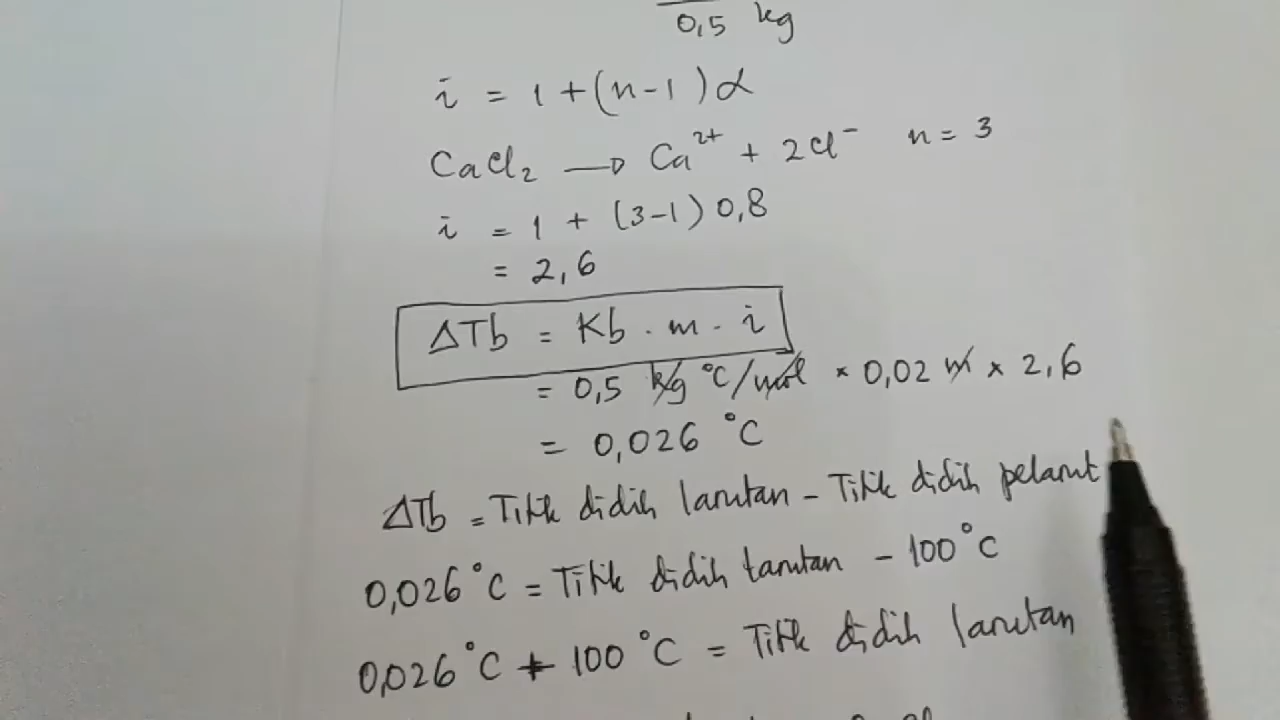 0,5 kg
i = 1 + (n-1)α
CaCl₂ → Ca²⁺ + 2Cl⁻ n = 3
i = 1 + (3-1) 0,8
= 2,6
ΔTb = Kb . m . i
= 0,5 kg °C/mol × 0,02 m × 2,6
= 0,026 °C
ΔTb = Titik didih larutan - Titik didih pelarut
0,026 °C = Titik didih larutan - 100 °C
0,026 °C + 100 °C = Titik didih larutan